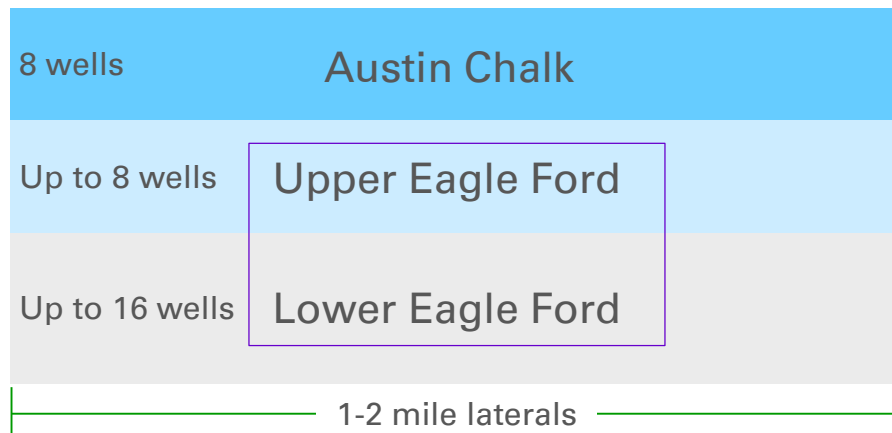 8 wells Austin Chalk
Up to 8 wells Upper Eagle Ford
Up to 16 wells Lower Eagle Ford
1-2 mile laterals